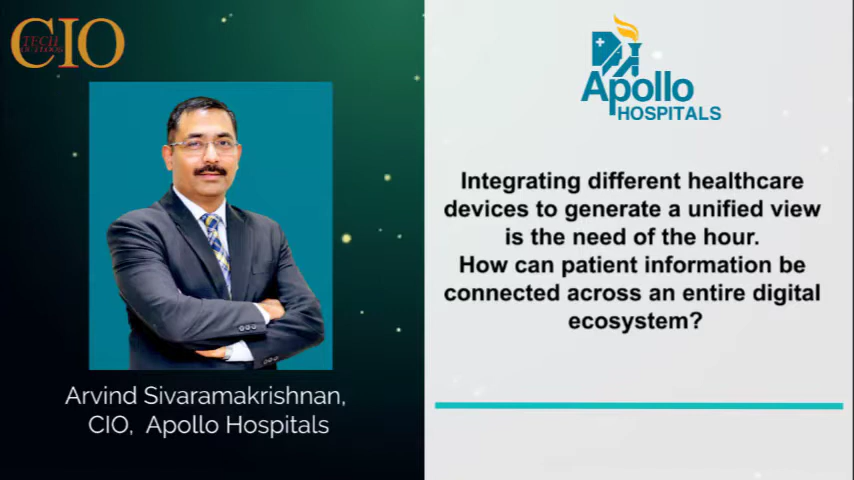 CIO
TECH
OUTLOOK
Arvind Sivaramakrishnan,
CIO, Apollo Hospitals
Apollo
HOSPITALS
Integrating different healthcare
devices to generate a unified view
is the need of the hour.
How can patient information be
connected across an entire digital
ecosystem?